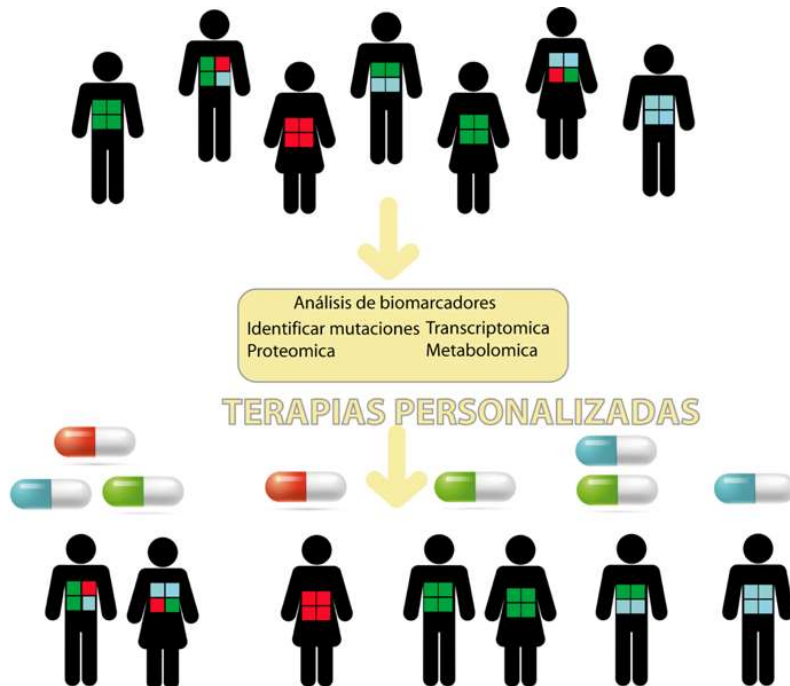 Análisis de biomarcadores
Identificar mutaciones Transcriptomica
Proteomica Metabolomica
TERAPIAS PERSONALIZADAS